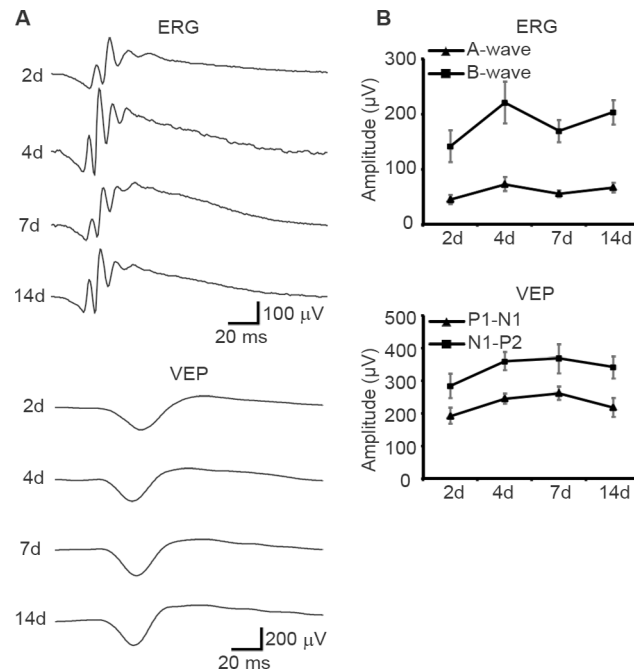 A
ERG
2d
4d
7d
14d
100 µV
20 ms
VEP
2d
4d
7d
14d
200 µV
20 ms
B
ERG
Amplitude (µV)
300
200
100
0
A-wave
B-wave
2d 4d 7d 14d
VEP
Amplitude (µV)
500
400
300
200
100
0
P1-N1
N1-P2
2d 4d 7d 14d